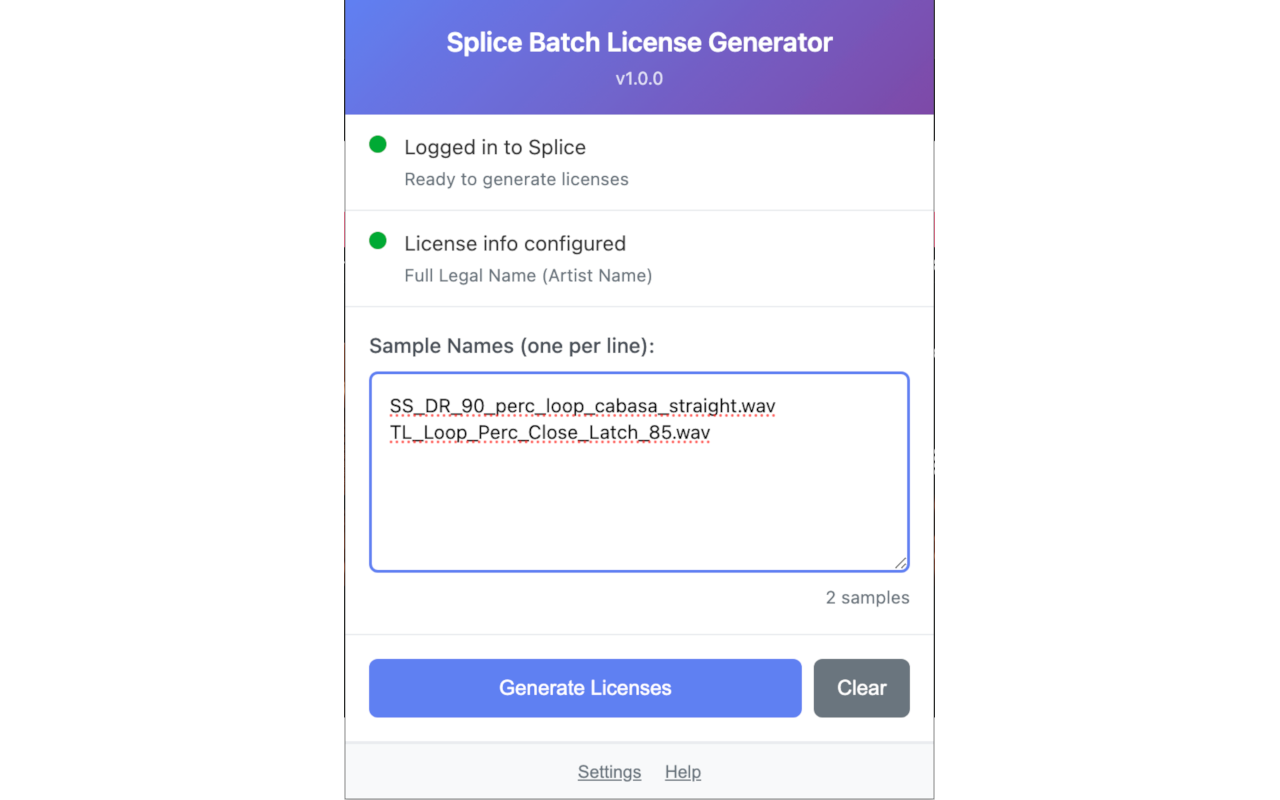 Splice Batch License Generator
v1.0.0
Logged in to Splice
Ready to generate licenses
License info configured
Full Legal Name (Artist Name)
Sample Names (one per line):
SS_DR_90_perc_loop_cabasa_straight.wav
TL_Loop_Perc_Close_Latch_85.wav
2 samples
Generate Licenses Clear
Settings Help